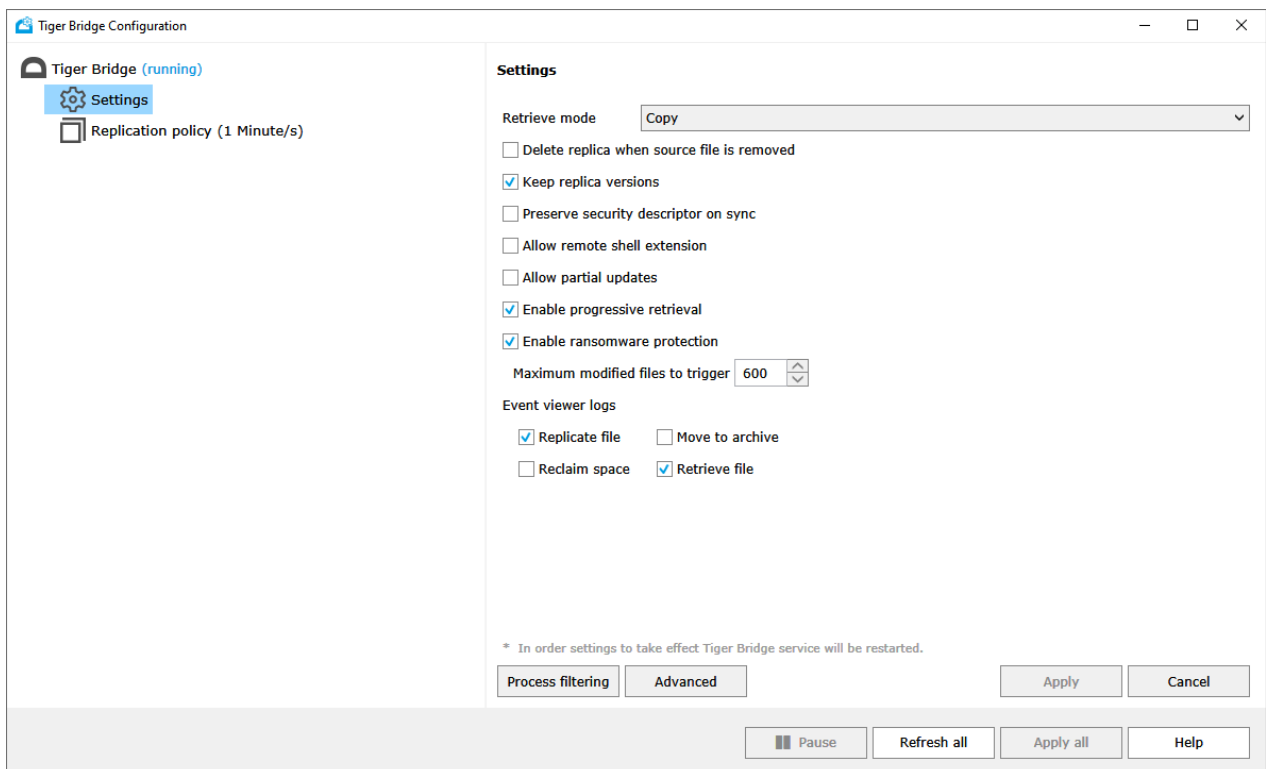 Tiger Bridge Configuration
Tiger Bridge (running)
Settings
Replication policy (1 Minute/s)
Settings
Retrieve mode Copy
Delete replica when source file is removed
Keep replica versions
Preserve security descriptor on sync
Allow remote shell extension
Allow partial updates
Enable progressive retrieval
Enable ransomware protection
Maximum modified files to trigger 600
Event viewer logs
Replicate file Move to archive
Reclaim space Retrieve file
* In order settings to take effect Tiger Bridge service will be restarted.
Process filtering Advanced Apply Cancel
Pause Refresh all Apply all Help